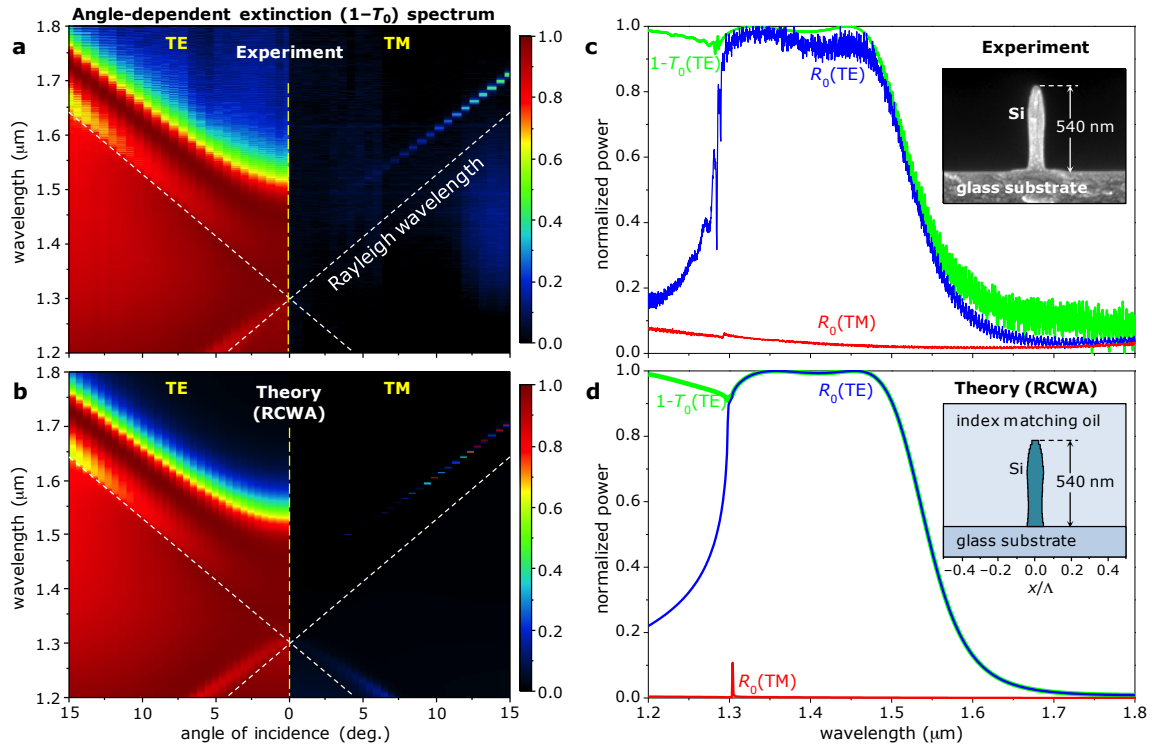 Angle-dependent extinction (1–T0) spectrum
a
TE
Experiment
TM
Rayleigh wavelength
wavelength (μm)
1.8
1.7
1.6
1.5
1.4
1.3
1.2
1.0
0.8
0.6
0.4
0.2
0.0
b
TE
Theory
(RCWA)
TM
wavelength (μm)
1.8
1.7
1.6
1.5
1.4
1.3
1.2
15
10
5
0
5
10
15
angle of incidence (deg.)
1.0
0.8
0.6
0.4
0.2
0.0
c
1-T0(TE)
R0(TE)
Experiment
Si
540 nm
glass substrate
R0(TM)
normalized power
1.0
0.8
0.6
0.4
0.2
0.0
d
1-T0(TE)
R0(TE)
Theory (RCWA)
index matching oil
Si
540 nm
glass substrate
-0.5 -0.2 0.0 0.2 0.5
x/Λ
R0(TM)
normalized power
1.0
0.8
0.6
0.4
0.2
0.0
1.2 1.3 1.4 1.5 1.6 1.7 1.8
wavelength (μm)